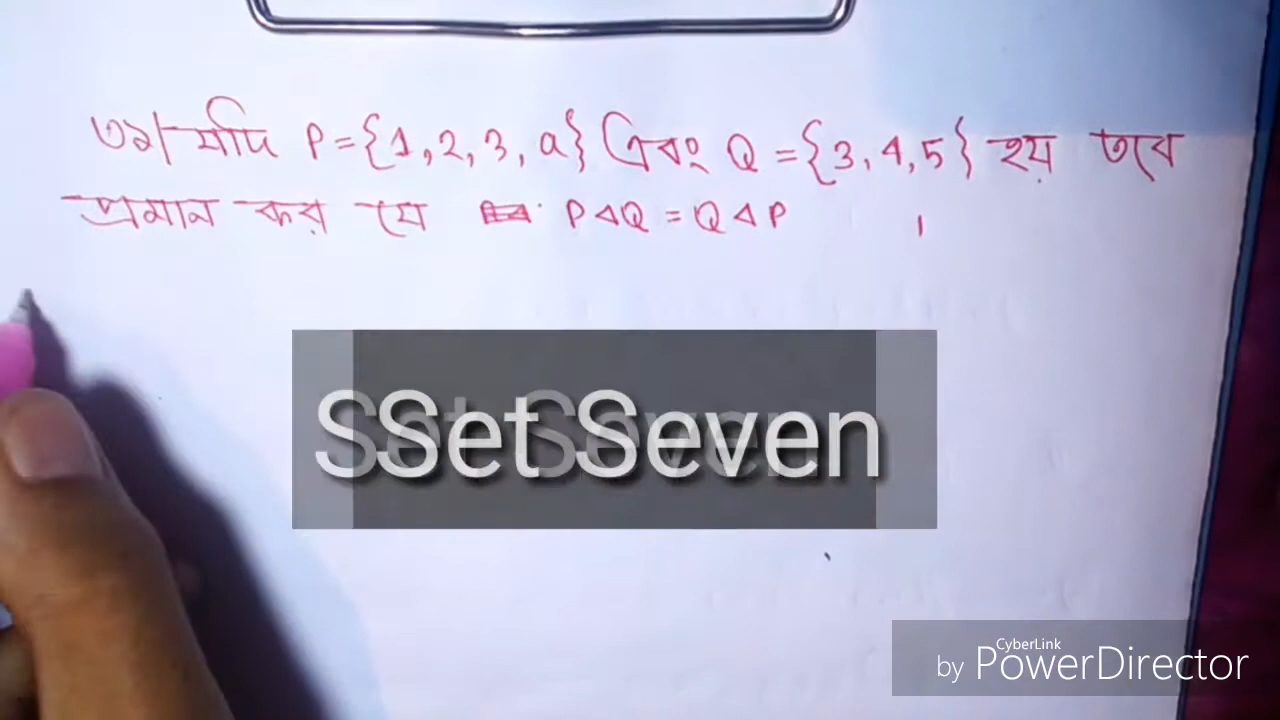 ৩৯। যদি P = {1, 2, 3, a} এবং Q = {3, 4, 5} হয় তবে
প্রমান কর যে P Δ Q = Q Δ P
Set Seven
CyberLink
by PowerDirector